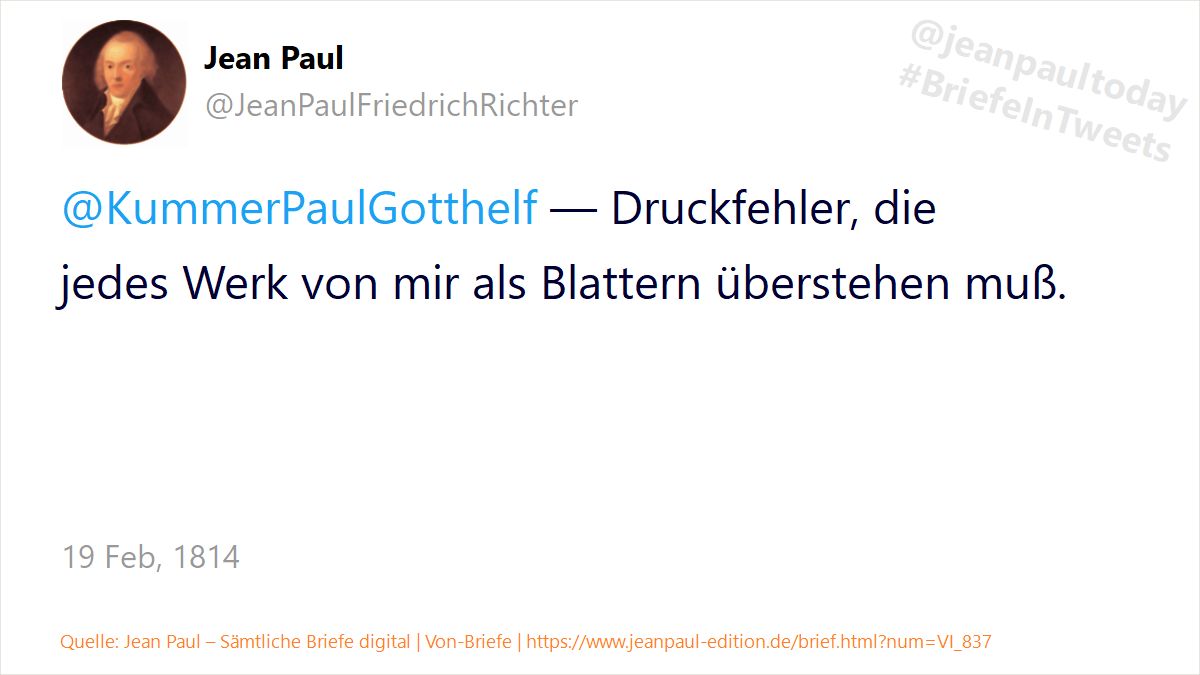 Jean Paul
@JeanPaulFriedrichRichter
@jeanpaultoday
#BriefeInTweets
@KummerPaulGotthelf — Druckfehler, die
jedes Werk von mir als Blattern überstehen muß.
19 Feb, 1814
Quelle: Jean Paul – Sämtliche Briefe digital | Von-Briefe | https://www.jeanpaul-edition.de/brief.html?num=VI_837